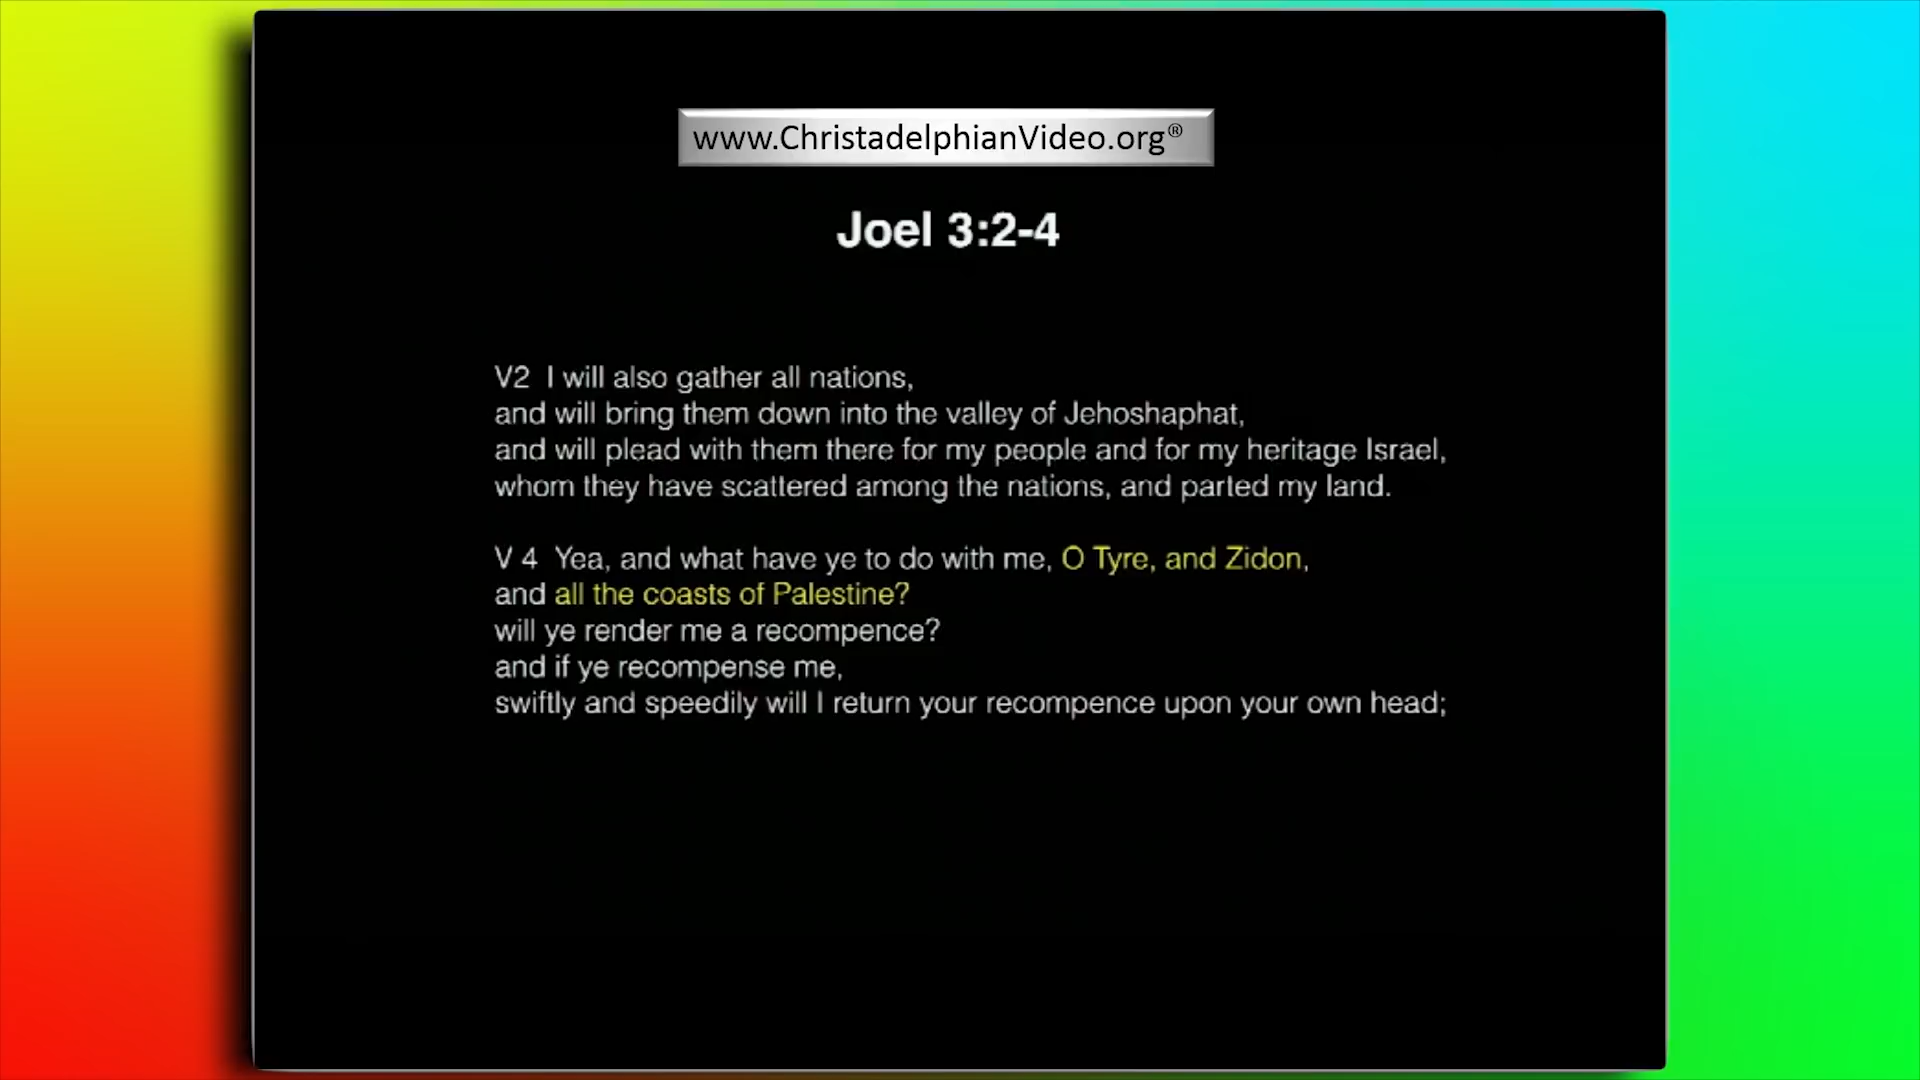 www.ChristadelphianVideo.org®
Joel 3:2-4
V2 I will also gather all nations,
and will bring them down into the valley of Jehoshaphat,
and will plead with them there for my people and for my heritage Israel,
whom they have scattered among the nations, and parted my land.
V 4 Yea, and what have ye to do with me, O Tyre, and Zidon,
and all the coasts of Palestine?
will ye render me a recompence?
and if ye recompense me,
swiftly and speedily will I return your recompence upon your own head;